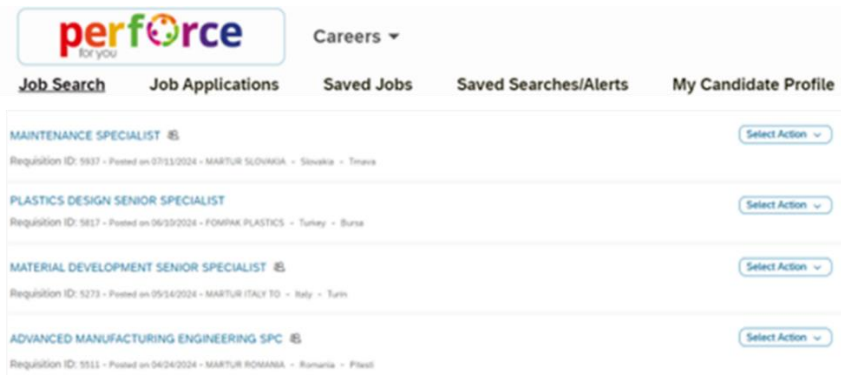 perforce
for you
Careers
Job Search Job Applications Saved Jobs Saved Searches/Alerts My Candidate Profile
MAINTENANCE SPECIALIST Select Action
Requisition ID: 5937 - Posted on 07/11/2024 - MARTUR SLOVAKIA - Slovakia - Trnava
PLASTICS DESIGN SENIOR SPECIALIST Select Action
Requisition ID: 5817 - Posted on 06/10/2024 - FOMPAK PLASTICS - Turkey - Bursa
MATERIAL DEVELOPMENT SENIOR SPECIALIST Select Action
Requisition ID: 5273 - Posted on 05/14/2024 - MARTUR ITALY TO - Italy - Turin
ADVANCED MANUFACTURING ENGINEERING SPC Select Action
Requisition ID: 5511 - Posted on 04/24/2024 - MARTUR ROMANIA - Romania - Pitesti